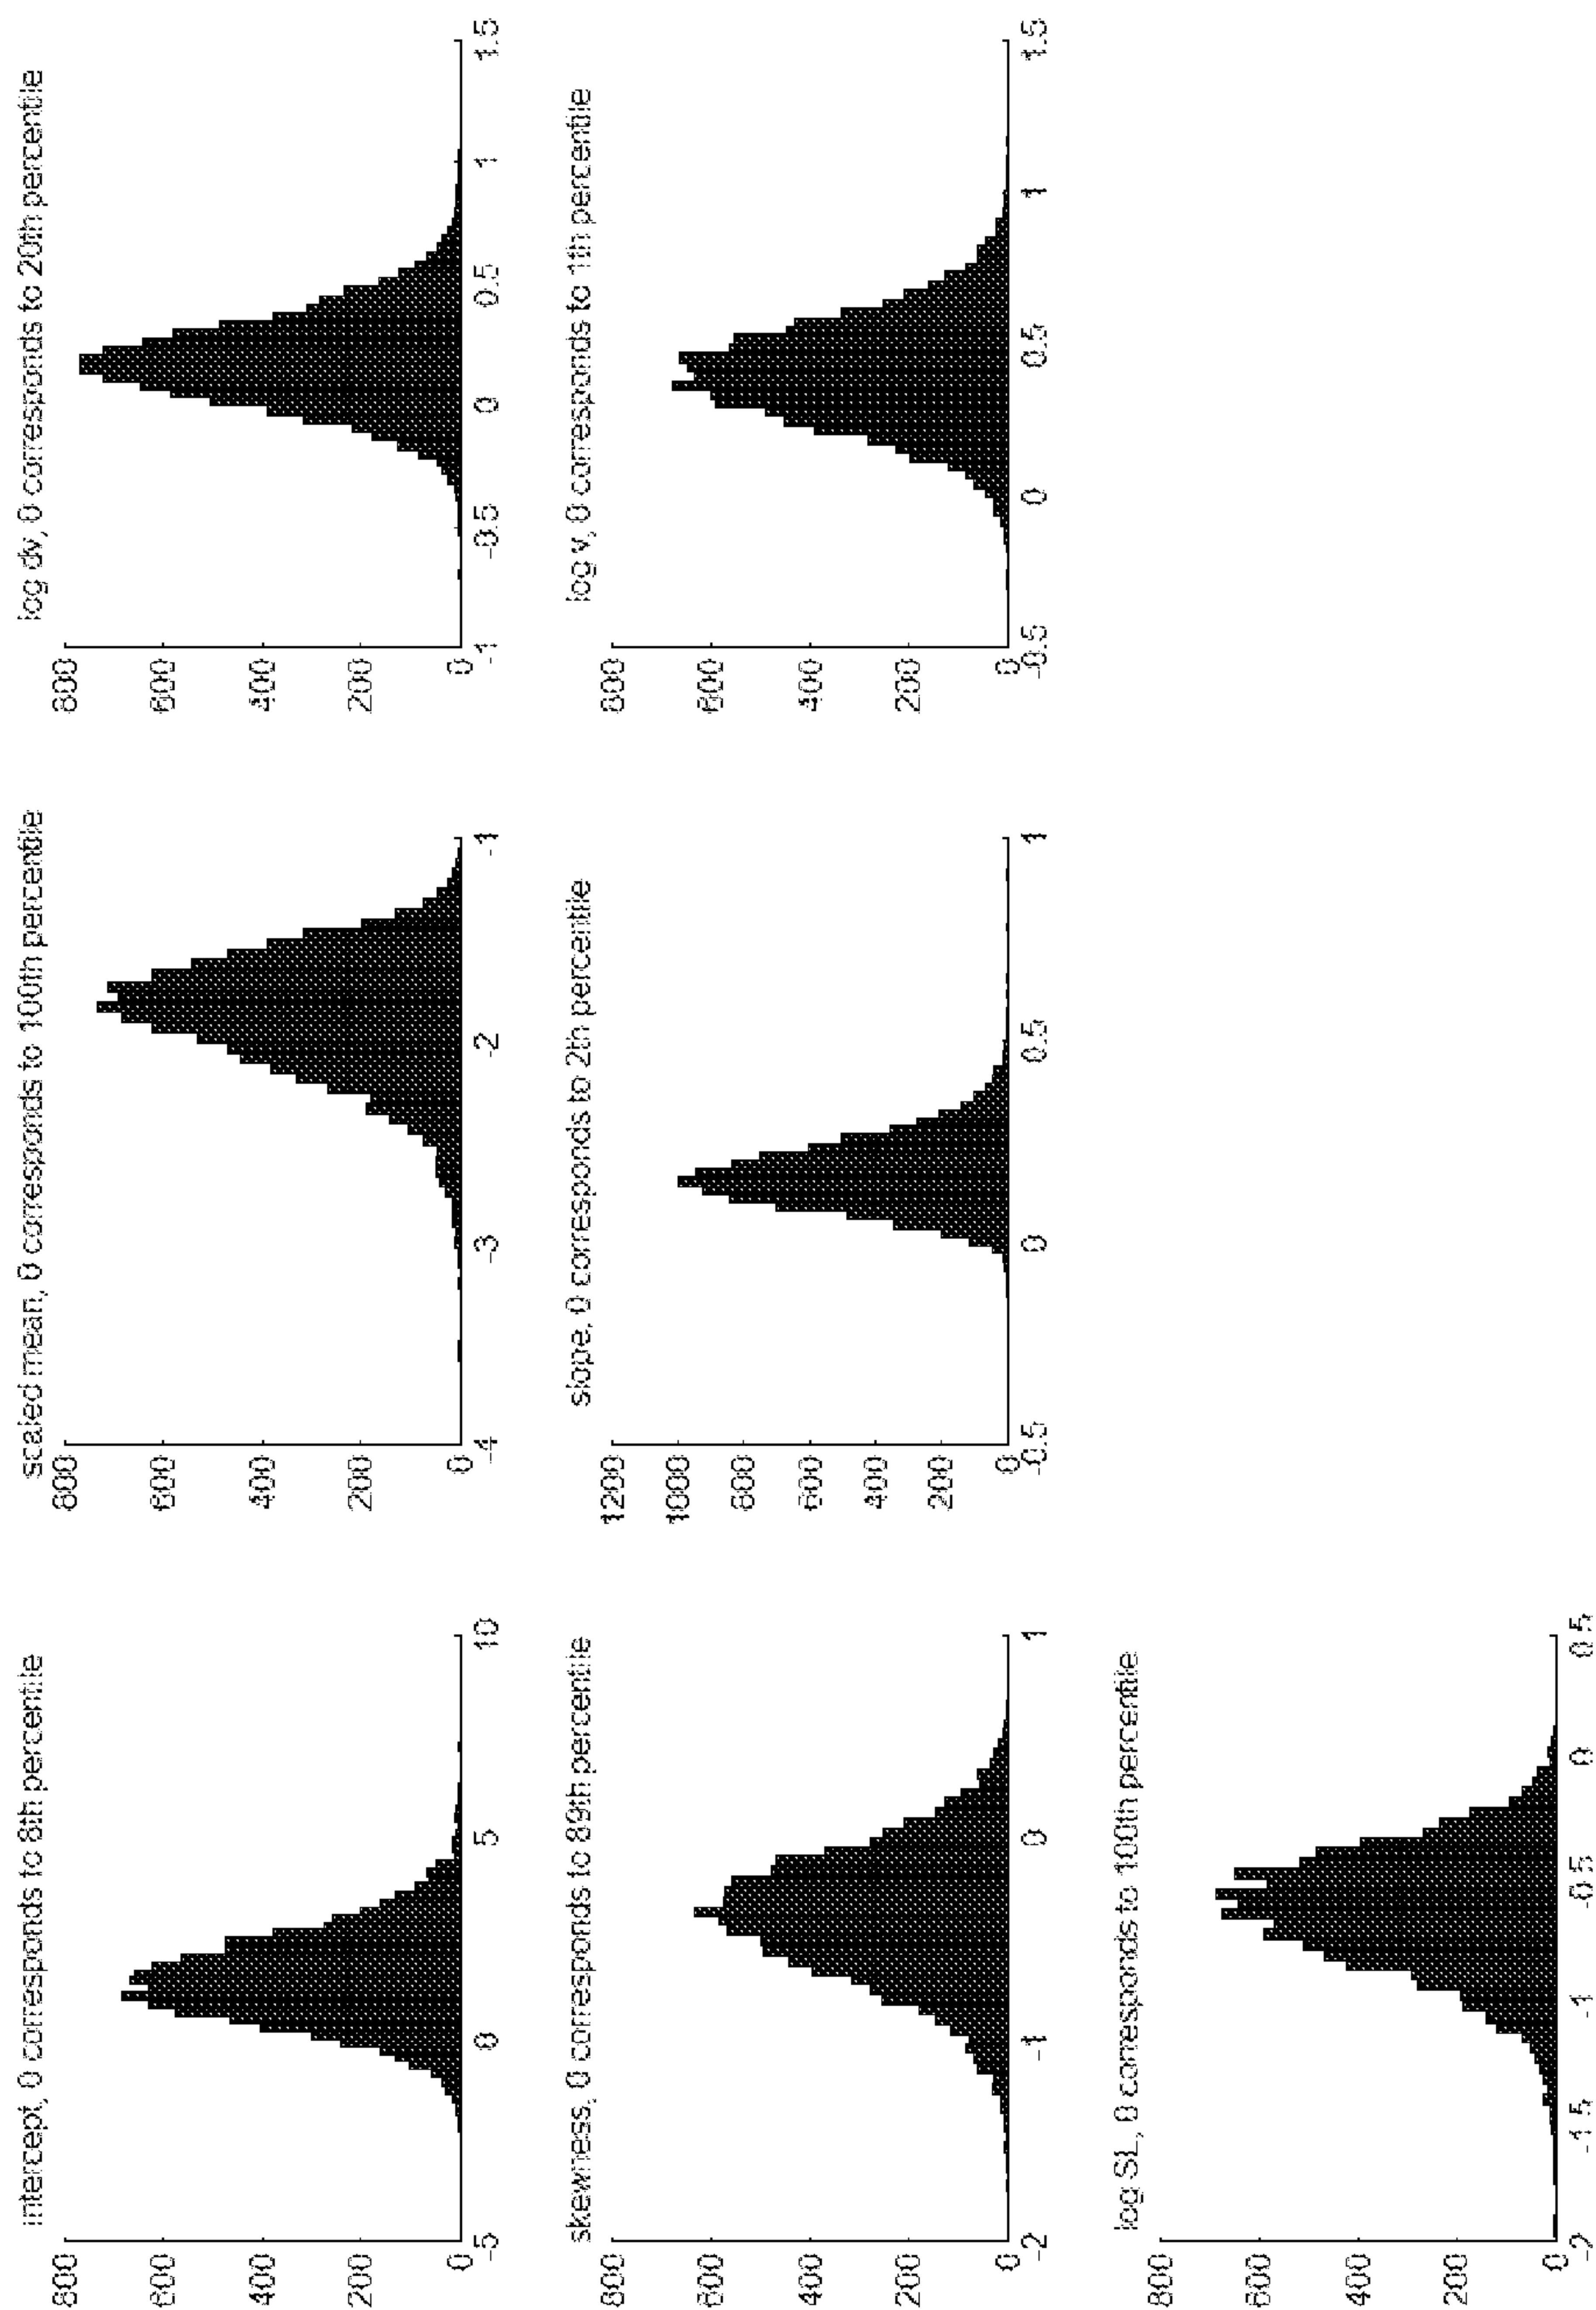 intercept, 0 corresponds to 8th percentile
800
600
400
200
0
-5 0 5 10
scaled mean, 0 corresponds to 100th percentile
800
600
400
200
0
-4 -3 -2 -1
log dv, 0 corresponds to 20th percentile
800
600
400
200
0
-1 -0.5 0 0.5 1 1.5
skewness, 0 corresponds to 89th percentile
800
600
400
200
0
-2 -1 0 1
slope, 0 corresponds to 2th percentile
1200
1000
800
600
400
200
0
-0.5 0 0.5 1
log v, 0 corresponds to 1th percentile
800
600
400
200
0
-0.5 0 0.5 1 1.5
log SL, 0 corresponds to 100th percentile
800
600
400
200
0
-2 -1.5 -1 -0.5 0 0.5